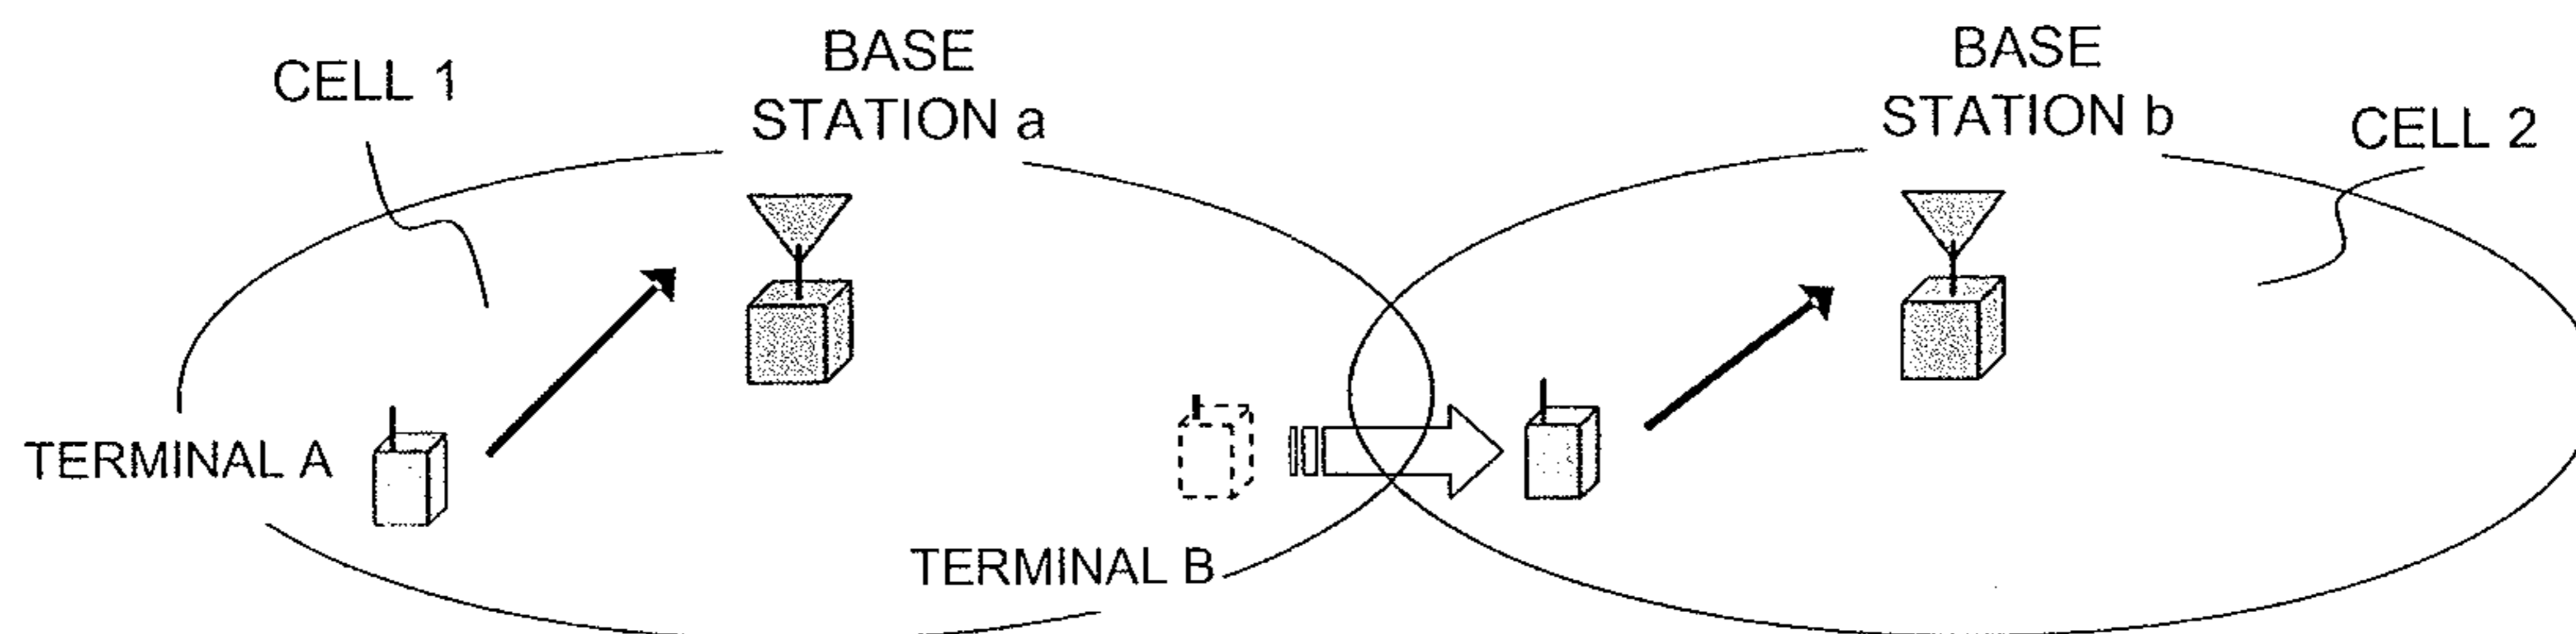 CELL 1
BASE
STATION a
BASE
STATION b
CELL 2
TERMINAL A
TERMINAL B